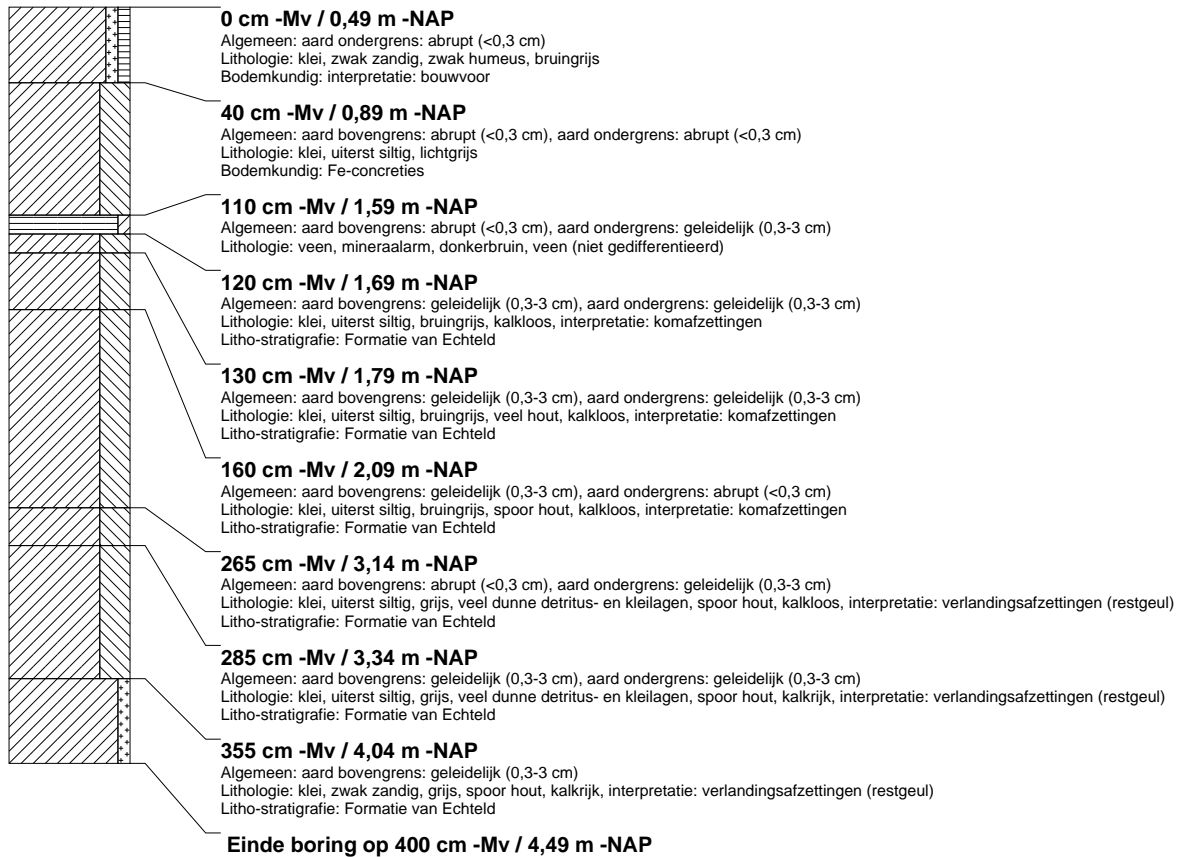 0 cm -Mv / 0,49 m -NAP
Algemeen: aard ondergrens: abrupt (<0,3 cm)
Lithologie: klei, zwak zandig, zwak humeus, bruingrijs
Bodemkundig: interpretatie: bouwvoor
40 cm -Mv / 0,89 m -NAP
Algemeen: aard bovengrens: abrupt (<0,3 cm), aard ondergrens: abrupt (<0,3 cm)
Lithologie: klei, uiterst siltig, lichtgrijs
Bodemkundig: Fe-concreties
110 cm -Mv / 1,59 m -NAP
Algemeen: aard bovengrens: abrupt (<0,3 cm), aard ondergrens: geleidelijk (0,3-3 cm)
Lithologie: veen, mineraalarm, donkerbruin, veen (niet gedifferentieerd)
120 cm -Mv / 1,69 m -NAP
Algemeen: aard bovengrens: geleidelijk (0,3-3 cm), aard ondergrens: geleidelijk (0,3-3 cm)
Lithologie: klei, uiterst siltig, bruingrijs, kalkloos, interpretatie: komafzettingen
Litho-stratigrafie: Formatie van Echteld
130 cm -Mv / 1,79 m -NAP
Algemeen: aard bovengrens: geleidelijk (0,3-3 cm), aard ondergrens: geleidelijk (0,3-3 cm)
Lithologie: klei, uiterst siltig, bruingrijs, veel hout, kalkloos, interpretatie: komafzettingen
Litho-stratigrafie: Formatie van Echteld
160 cm -Mv / 2,09 m -NAP
Algemeen: aard bovengrens: geleidelijk (0,3-3 cm), aard ondergrens: abrupt (<0,3 cm)
Lithologie: klei, uiterst siltig, bruingrijs, spoor hout, kalkloos, interpretatie: komafzettingen
Litho-stratigrafie: Formatie van Echteld
265 cm -Mv / 3,14 m -NAP
Algemeen: aard bovengrens: abrupt (<0,3 cm), aard ondergrens: geleidelijk (0,3-3 cm)
Lithologie: klei, uiterst siltig, grijs, veel dunne detritus- en kleilagen, spoor hout, kalkloos, interpretatie: verlandingsafzettingen (restgeul)
Litho-stratigrafie: Formatie van Echteld
285 cm -Mv / 3,34 m -NAP
Algemeen: aard bovengrens: geleidelijk (0,3-3 cm), aard ondergrens: geleidelijk (0,3-3 cm)
Lithologie: klei, uiterst siltig, grijs, veel dunne detritus- en kleilagen, spoor hout, kalkrijk, interpretatie: verlandingsafzettingen (restgeul)
Litho-stratigrafie: Formatie van Echteld
355 cm -Mv / 4,04 m -NAP
Algemeen: aard bovengrens: geleidelijk (0,3-3 cm)
Lithologie: klei, zwak zandig, grijs, spoor hout, kalkrijk, interpretatie: verlandingsafzettingen (restgeul)
Litho-stratigrafie: Formatie van Echteld
Einde boring op 400 cm -Mv / 4,49 m -NAP